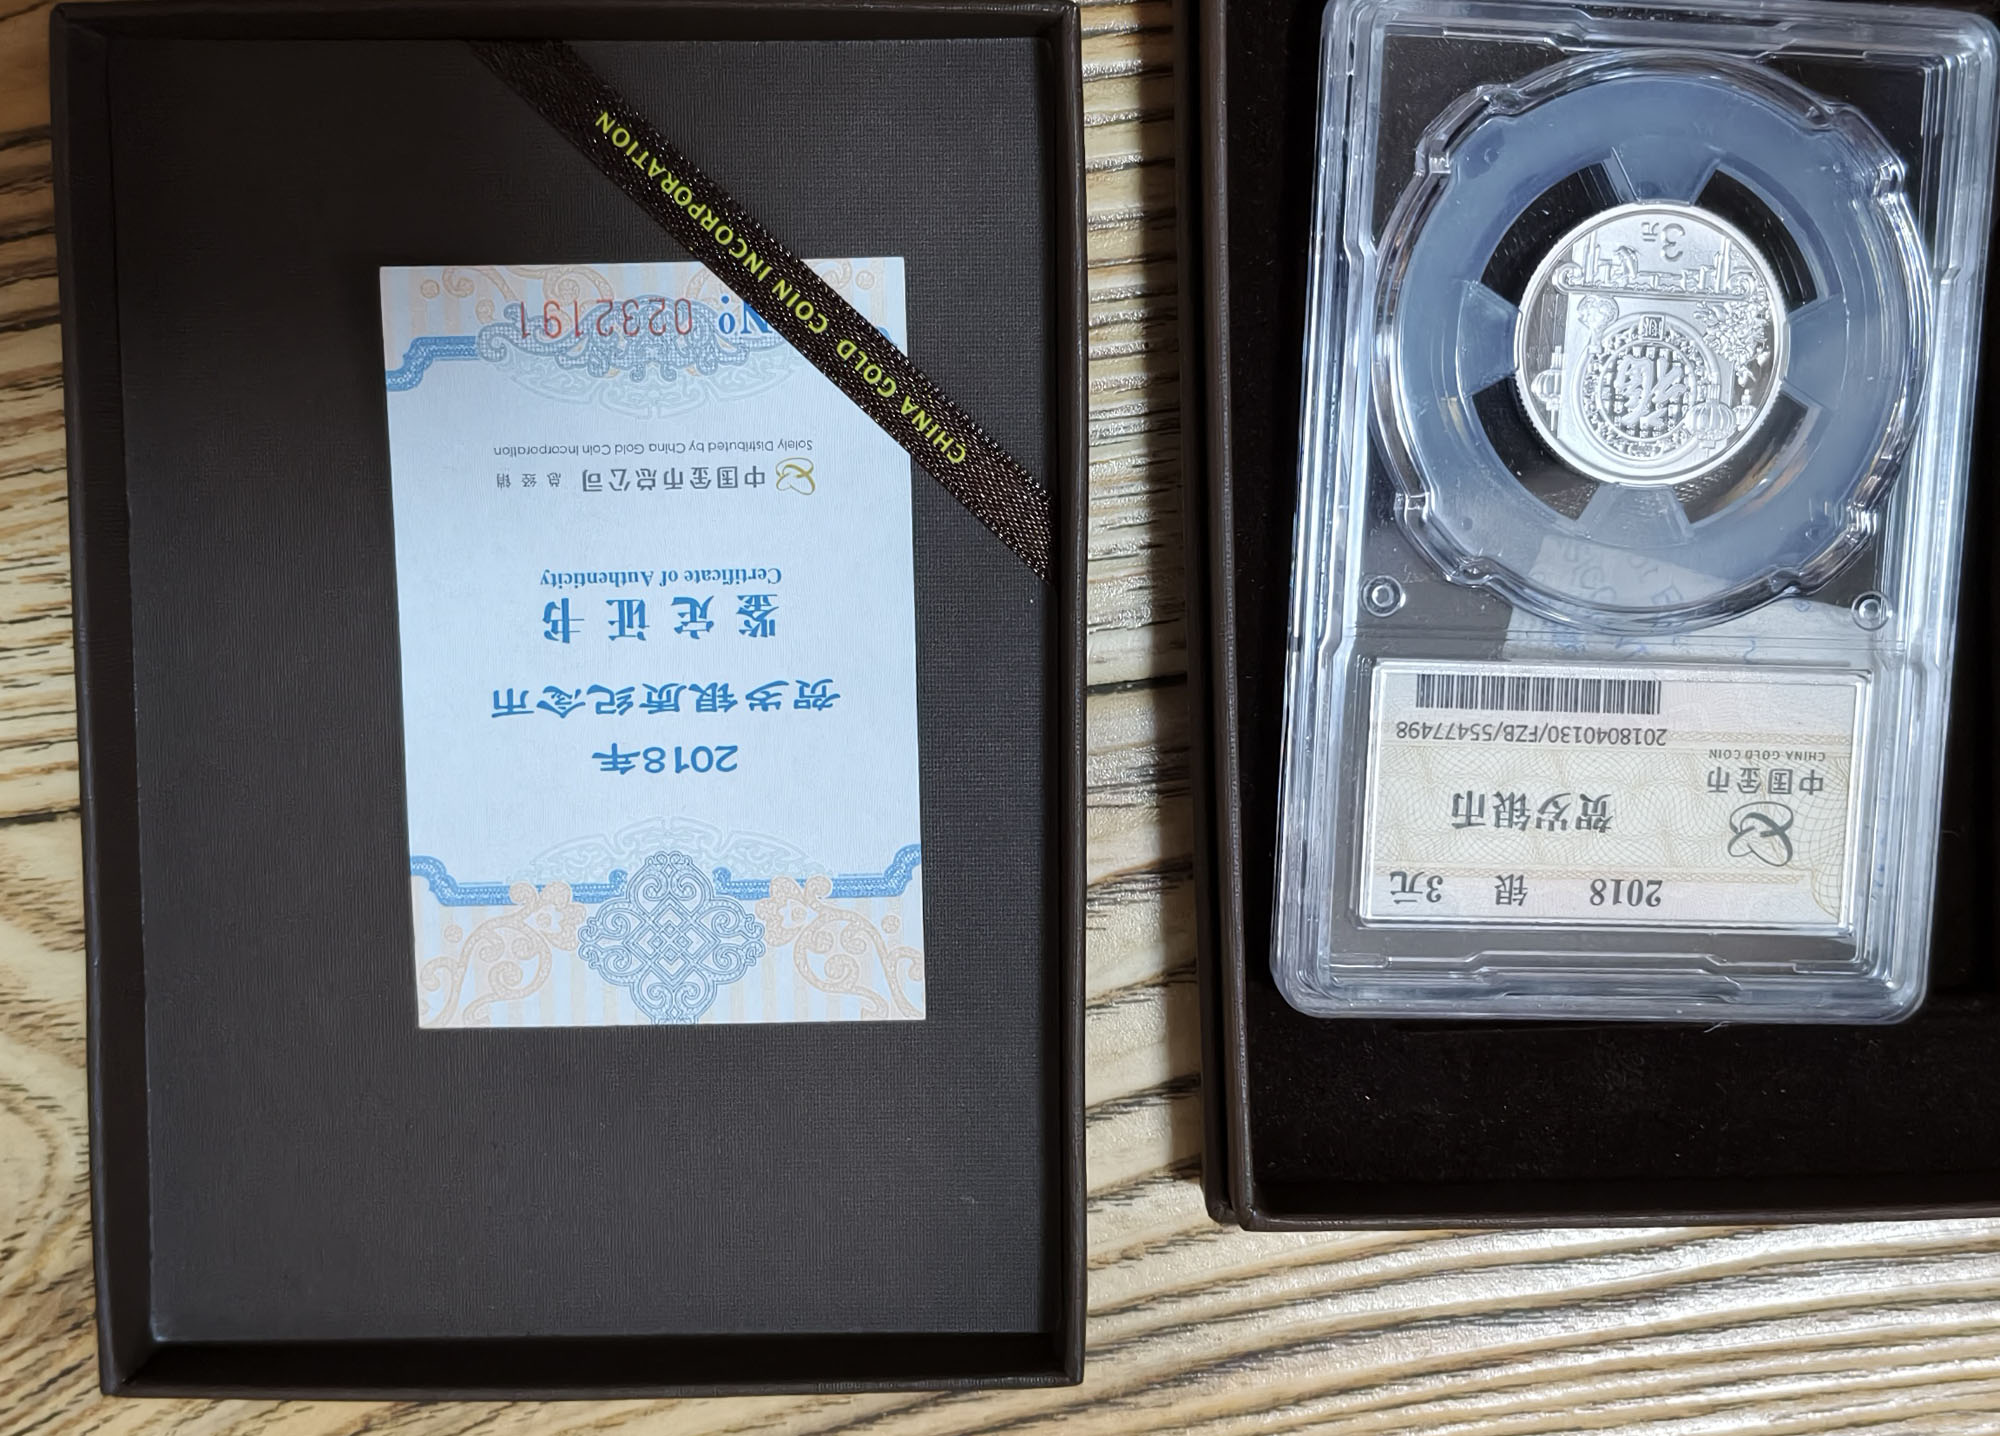 CHINA GOLD COIN INCORPORATION
2018年
贺岁银质纪念币
鉴定证书
Certificate of Authenticity
中国金币总公司 总经销
Solely Distributed by China Gold Coin Incorporation
No 0232191
2018 银 3元
中国金币
CHINA GOLD COIN
贺岁银币
2018040130/FZB/55477498
福
3元